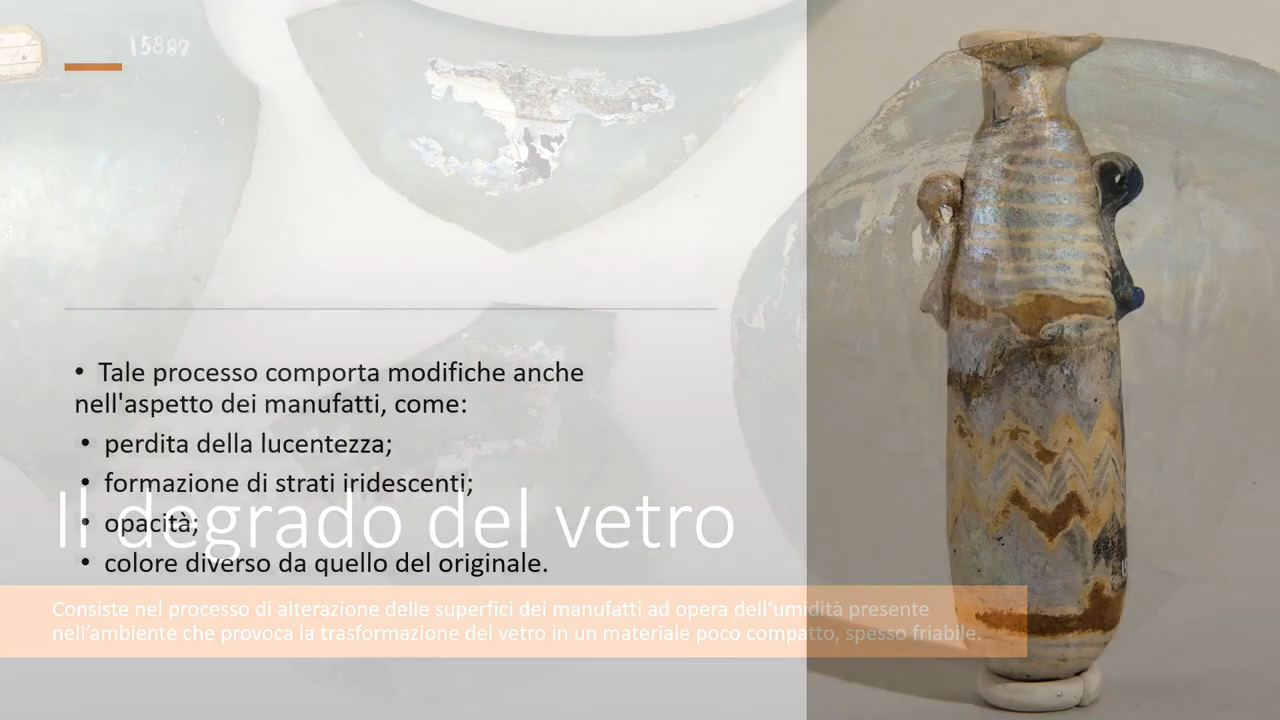 15887
• Tale processo comporta modifiche anche
nell'aspetto dei manufatti, come:
• perdita della lucentezza;
• formazione di strati iridescenti;
• opacità;
• colore diverso da quello del originale.
Il degrado del vetro
Consiste nel processo di alterazione delle superfici dei manufatti ad opera dell’umidità presente
nell’ambiente che provoca la trasformazione del vetro in un materiale poco compatto, spesso friabile.